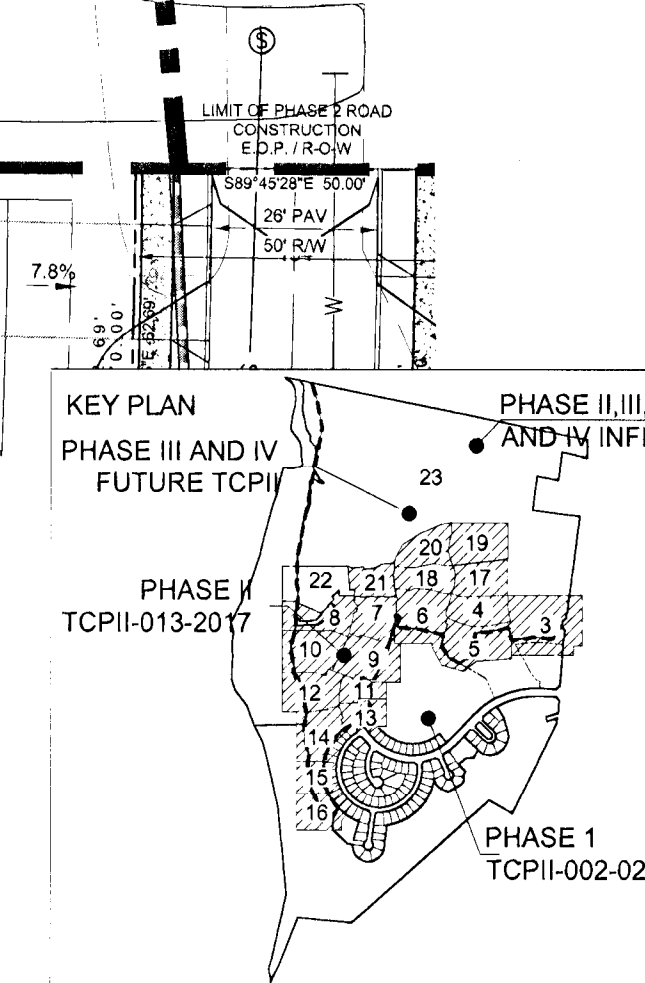 S
LIMIT OF PHASE 2 ROAD
CONSTRUCTION
E.O.P. / R-O-W
S89°45'28"E 50.00'
26' PAV
50' R/W
7.8%
W
KEY PLAN
PHASE II,III,
AND IV INFI
PHASE III AND IV
FUTURE TCPII
23
20
19
22
21
18
17
PHASE II
TCPII-013-2017
8
7
6
4
3
10
9
5
12
11
13
14
15
16
PHASE 1
TCPII-002-02